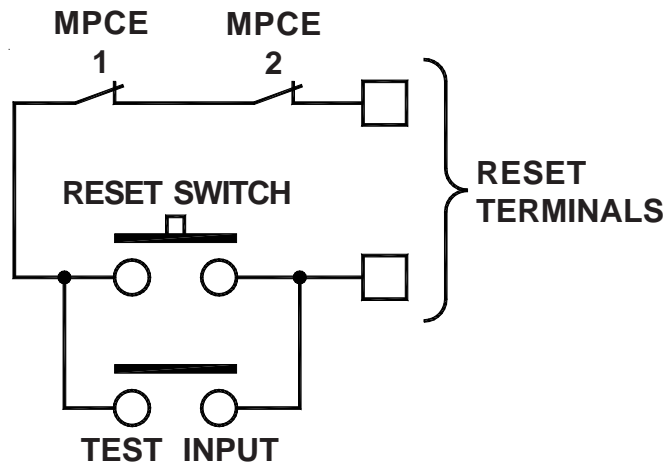 MPCE
1
MPCE
2
RESET SWITCH
RESET
TERMINALS
TEST INPUT